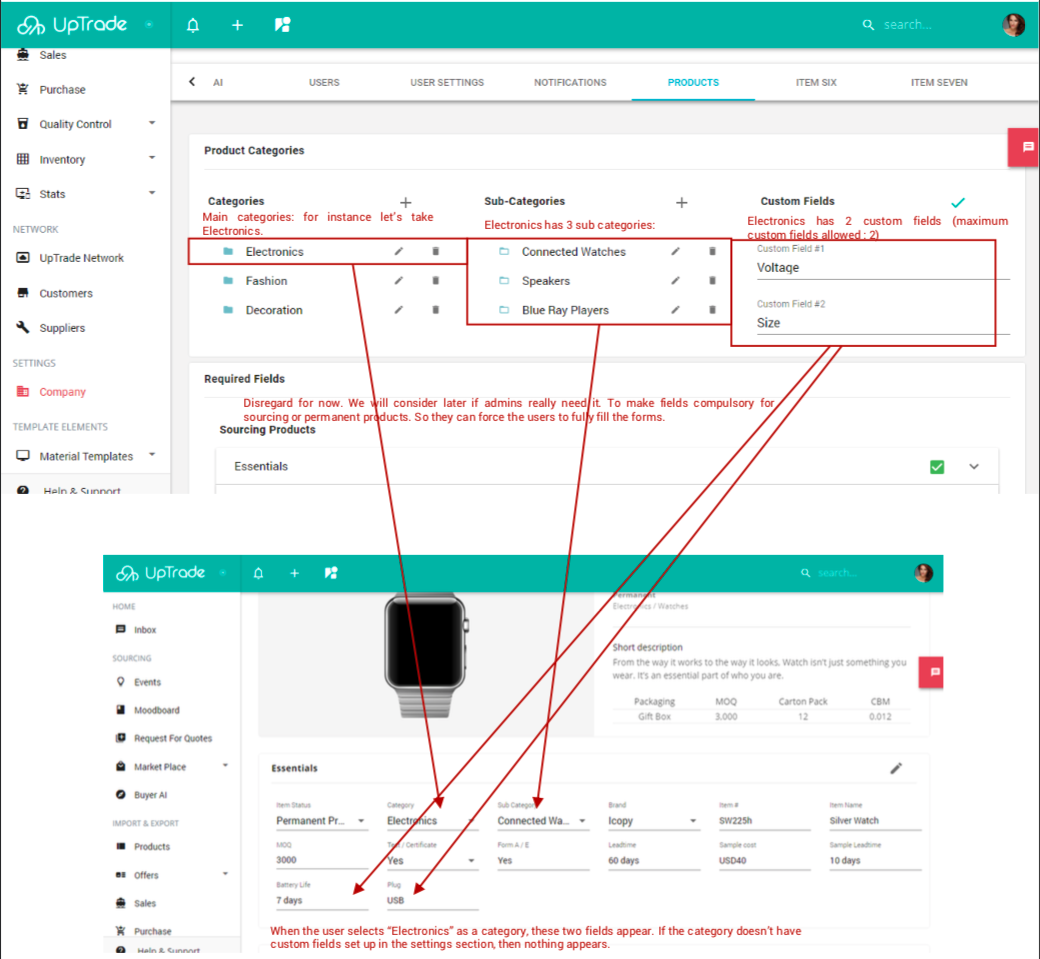 UpTrade
search...
Sales
AI USERS USER SETTINGS NOTIFICATIONS PRODUCTS ITEM SIX ITEM SEVEN
Purchase
Quality Control
Inventory
Stats
NETWORK
UpTrade Network
Customers
Suppliers
SETTINGS
Company
TEMPLATE ELEMENTS
Material Templates
Help & Support
Product Categories
Categories
Main categories: for instance let's take
Electronics.
Electronics
Fashion
Decoration
Sub-Categories
Electronics has 3 sub categories:
Connected Watches
Speakers
Blue Ray Players
Custom Fields
Electronics has 2 custom fields (maximum
custom fields allowed : 2)
Custom Field #1
Voltage
Custom Field #2
Size
Required Fields
Disregard for now. We will consider later if admins really need it. To make fields compulsory for
sourcing or permanent products. So they can force the users to fully fill the forms.
Sourcing Products
Essentials
UpTrade
search...
HOME
Inbox
SOURCING
Events
Moodboard
Request For Quotes
Market Place
Buyer AI
IMPORT & EXPORT
Products
Offers
Sales
Purchase
Help & Support
Permanent
Electronics / Watches
Short description
From the way it works to the way it looks, Watch isn't just something you
wear. It's an essential part of who you are.
Packaging MOQ Carton Pack CBM
Gift Box 3,000 12 0.012
Essentials
Item Status Category Sub Category Brand Item # Item Name
Permanent Pr... Electronics Connected Wa... Icopy SW225h Silver Watch
MOQ Test / Certificate Form A / E Leadtime Sample cost Sample Leadtime
3000 Yes Yes 60 days USD40 10 days
Battery Life Plug
7 days USB
When the user selects “Electronics” as a category, these two fields appear. If the category doesn't have
custom fields set up in the settings section, then nothing appears.